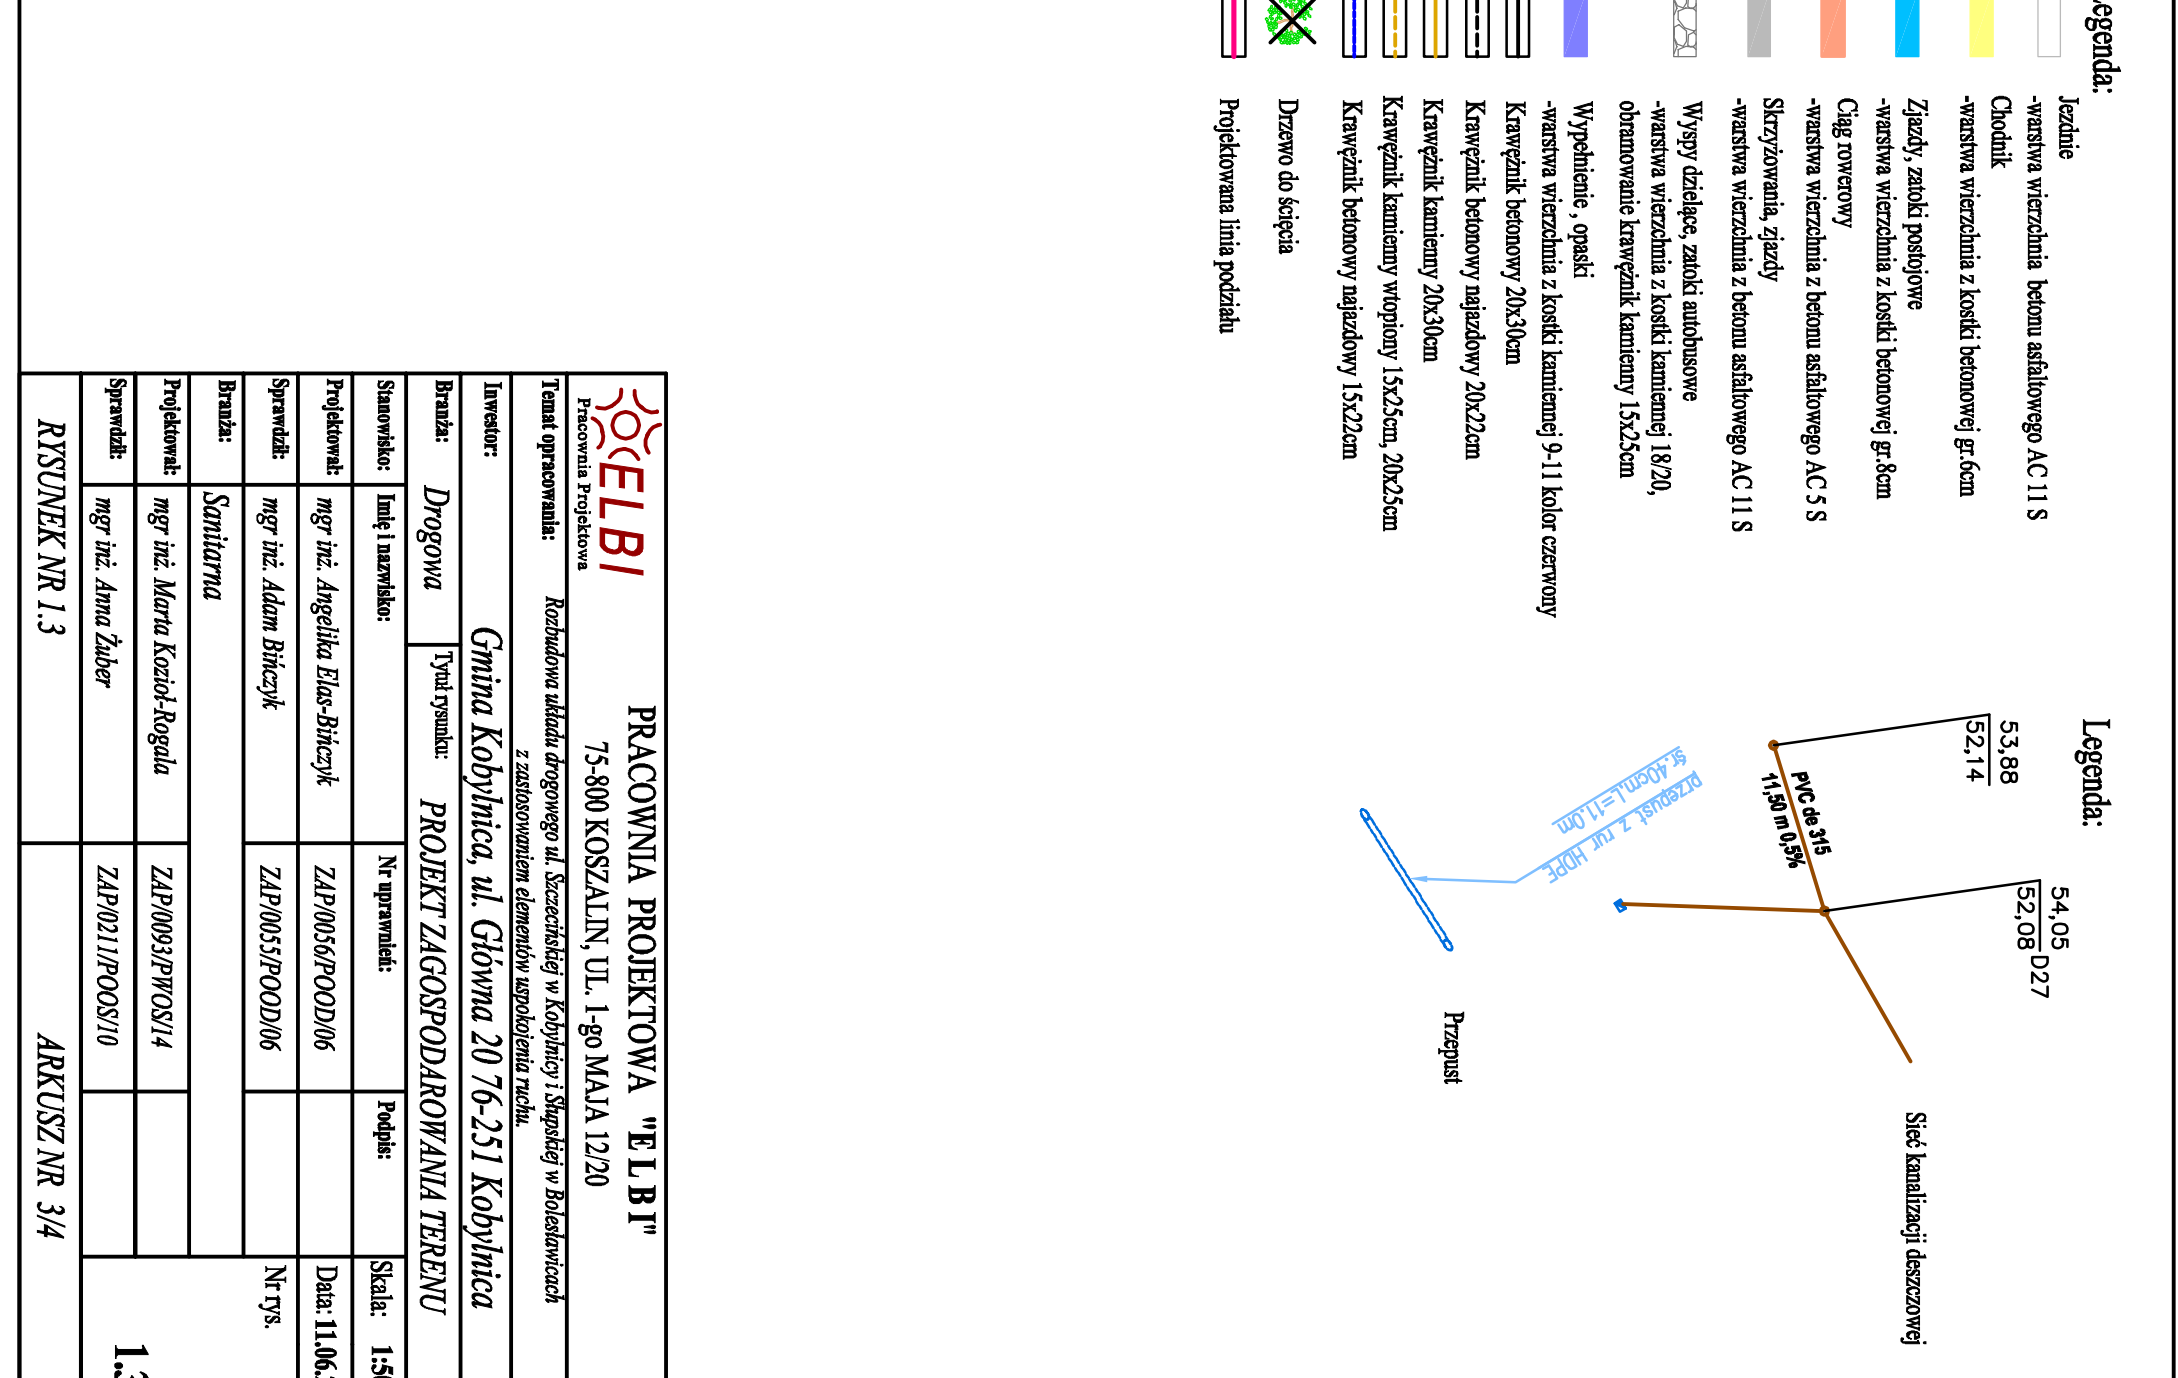 Legenda:
Jezdnie
-warstwa wierzchnia betonu asfaltowego AC 11 S
Chodnik
-warstwa wierzchnia z kostki betonowej gr.6cm
Zjazdy, zatoki postojowe
-warstwa wierzchnia z kostki betonowej gr.8cm
Ciąg rowerowy
-warstwa wierzchnia z betonu asfaltowego AC 5 S
Skrzyżowania, zjazdy
-warstwa wierzchnia z betonu asfaltowego AC 11 S
Wyspy dzielące, zatoki autobusowe
-warstwa wierzchnia z kostki kamiennej 18/20,
obramowanie krawężnik kamienny 15x25cm
Wypełnienie , opaski
-warstwa wierzchnia z kostki kamiennej 9-11 kolor czerwony
Krawężnik betonowy 20x30cm
Krawężnik betonowy najazdowy 20x22cm
Krawężnik kamienny 20x30cm
Krawężnik kamienny wtopiony 15x25cm, 20x25cm
Krawężnik betonowy najazdowy 15x22cm
Drzewo do ścięcia
Projektowana linia podziału
Legenda:
53,88
52,14
54,05
52,08
D27
PVC de 315
11,50 m 0,5%
Sieć kanalizacji deszczowej
przepust z rur HDPE
śr.40cm,L=11.0m
Przepust
ELBI
Pracownia Projektowa
PRACOWNIA PROJEKTOWA "E L B I"
75-800 KOSZALIN, UL. 1-go MAJA 12/20
Temat opracowania:
Rozbudowa układu drogowego ul. Szczecińskiej w Kobylnicy i Słupskiej w Bolesławicach
z zastosowaniem elementów uspokojenia ruchu.
Inwestor:
Gmina Kobylnica, ul. Główna 20 76-251 Kobylnica
Branża:
Drogowa
Tytuł rysunku:
PROJEKT ZAGOSPODAROWANIA TERENU
Stanowisko:
Imię i nazwisko:
Nr uprawnień:
Podpis:
Skala:
Projektował:
mgr inż. Angelika Elas-Bińczyk
ZAP/0056/POOD/06
Data: 11.06.
Sprawdził:
mgr inż. Adam Bińczyk
ZAP/0055/POOD/06
Nr rys.
Branża:
Sanitarna
Projektował:
mgr inż. Marta Kozioł-Rogala
ZAP/0093/PWOS/14
Sprawdził:
mgr inż. Anna Żuber
ZAP/0211/POOS/10
RYSUNEK NR 1.3
ARKUSZ NR 3/4